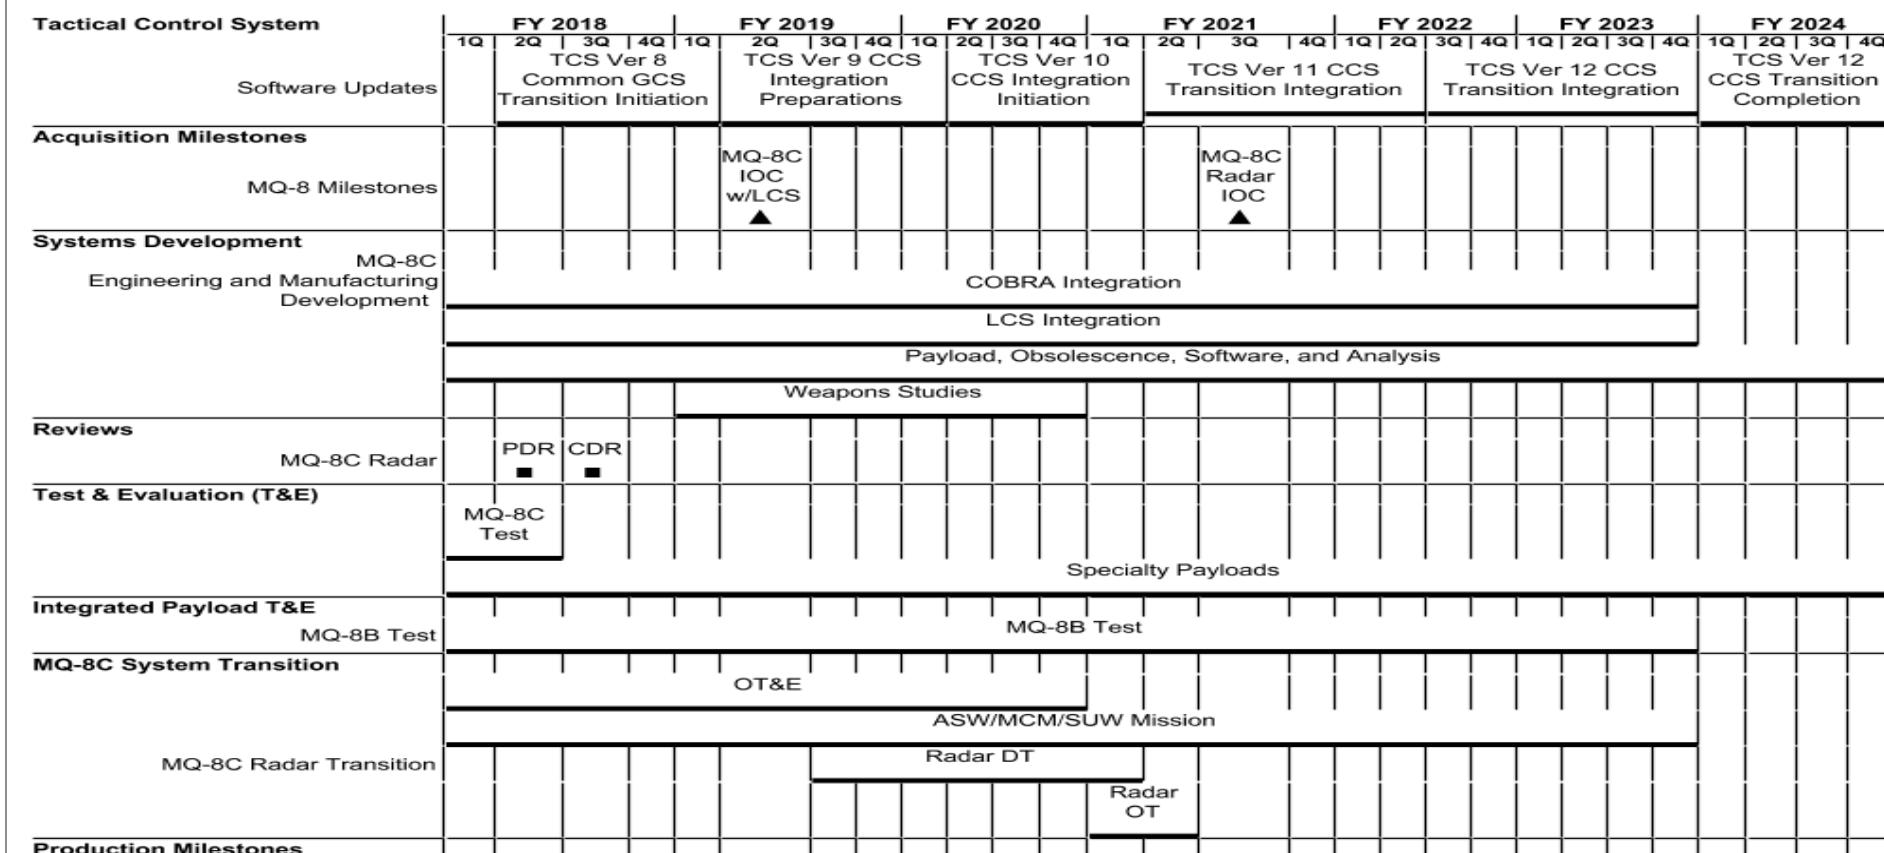 Tactical Control System FY 2018 FY 2019 FY 2020 FY 2021 FY 2022 FY 2023 FY 2024
1Q 2Q 3Q 4Q 1Q 2Q 3Q 4Q 1Q 2Q 3Q 4Q 1Q 2Q 3Q 4Q 1Q 2Q 3Q 4Q 1Q 2Q 3Q 4Q 1Q 2Q 3Q 4Q
Software Updates
TCS Ver 8
Common GCS
Transition Initiation
TCS Ver 9 CCS
Integration
Preparations
TCS Ver 10
CCS Integration
Initiation
TCS Ver 11 CCS
Transition Integration
TCS Ver 12 CCS
Transition Integration
TCS Ver 12
CCS Transition
Completion
Acquisition Milestones
MQ-8 Milestones
MQ-8C
IOC
w/LCS
MQ-8C
Radar
IOC
Systems Development
MQ-8C
Engineering and Manufacturing
Development
COBRA Integration
LCS Integration
Payload, Obsolescence, Software, and Analysis
Weapons Studies
Reviews
MQ-8C Radar
PDR CDR
Test & Evaluation (T&E)
MQ-8C
Test
Specialty Payloads
Integrated Payload T&E
MQ-8B Test
MQ-8B Test
MQ-8C System Transition
OT&E
ASW/MCM/SUW Mission
MQ-8C Radar Transition
Radar DT
Radar
OT
Production Milestones